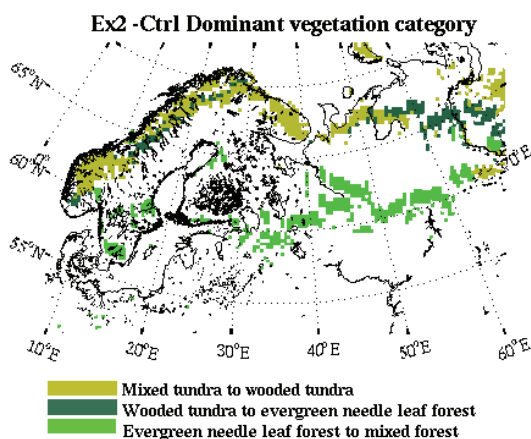 Ex2 -Ctrl Dominant vegetation category
65°N
60°N
55°N
0°
70°E
10°E
20°E
30°E
40°E
50°E
60°E
Mixed tundra to wooded tundra
Wooded tundra to evergreen needle leaf forest
Evergreen needle leaf forest to mixed forest